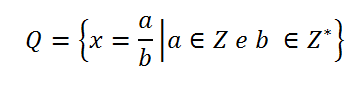 Q = {x = a/b | a ∈ Z e b ∈ Z*}